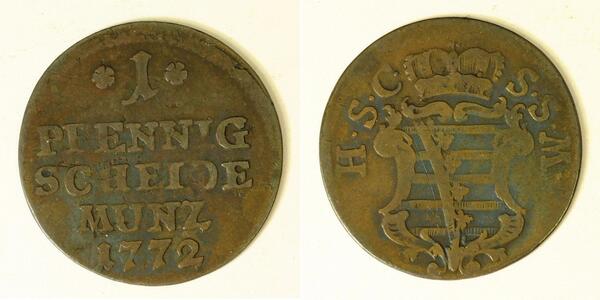 1
PFENNIG
SCHEIDE
MUNZ
1772
H·S·C·S·S·M·